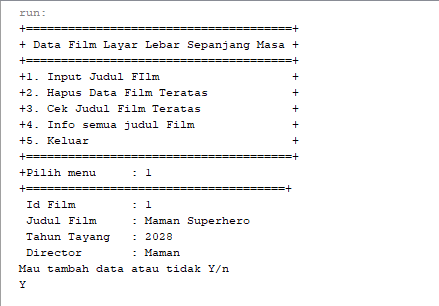 run:
+======================================+
+ Data Film Layar Lebar Sepanjang Masa +
+======================================+
+1. Input Judul FIlm                   +
+2. Hapus Data Film Teratas            +
+3. Cek Judul Film Teratas             +
+4. Info semua judul Film              +
+5. Keluar                             +
+======================================+
+Pilih menu     : 1
+=====================================+
 Id Film        : 1
 Judul Film     : Maman Superhero
 Tahun Tayang   : 2028
 Director       : Maman
Mau tambah data atau tidak Y/n
Y